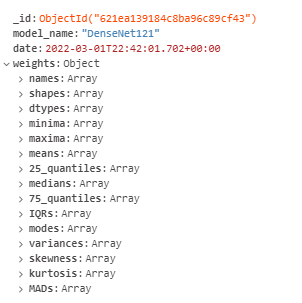 _id: ObjectId("621ea139184c8ba96c89cf43")
model_name: "DenseNet121"
date: 2022-03-01T22:42:01.702+00:00
weights: Object
names: Array
shapes: Array
dtypes: Array
minima: Array
maxima: Array
means: Array
25_quantiles: Array
medians: Array
75_quantiles: Array
IQRs: Array
modes: Array
variances: Array
skewness: Array
kurtosis: Array
MADs: Array